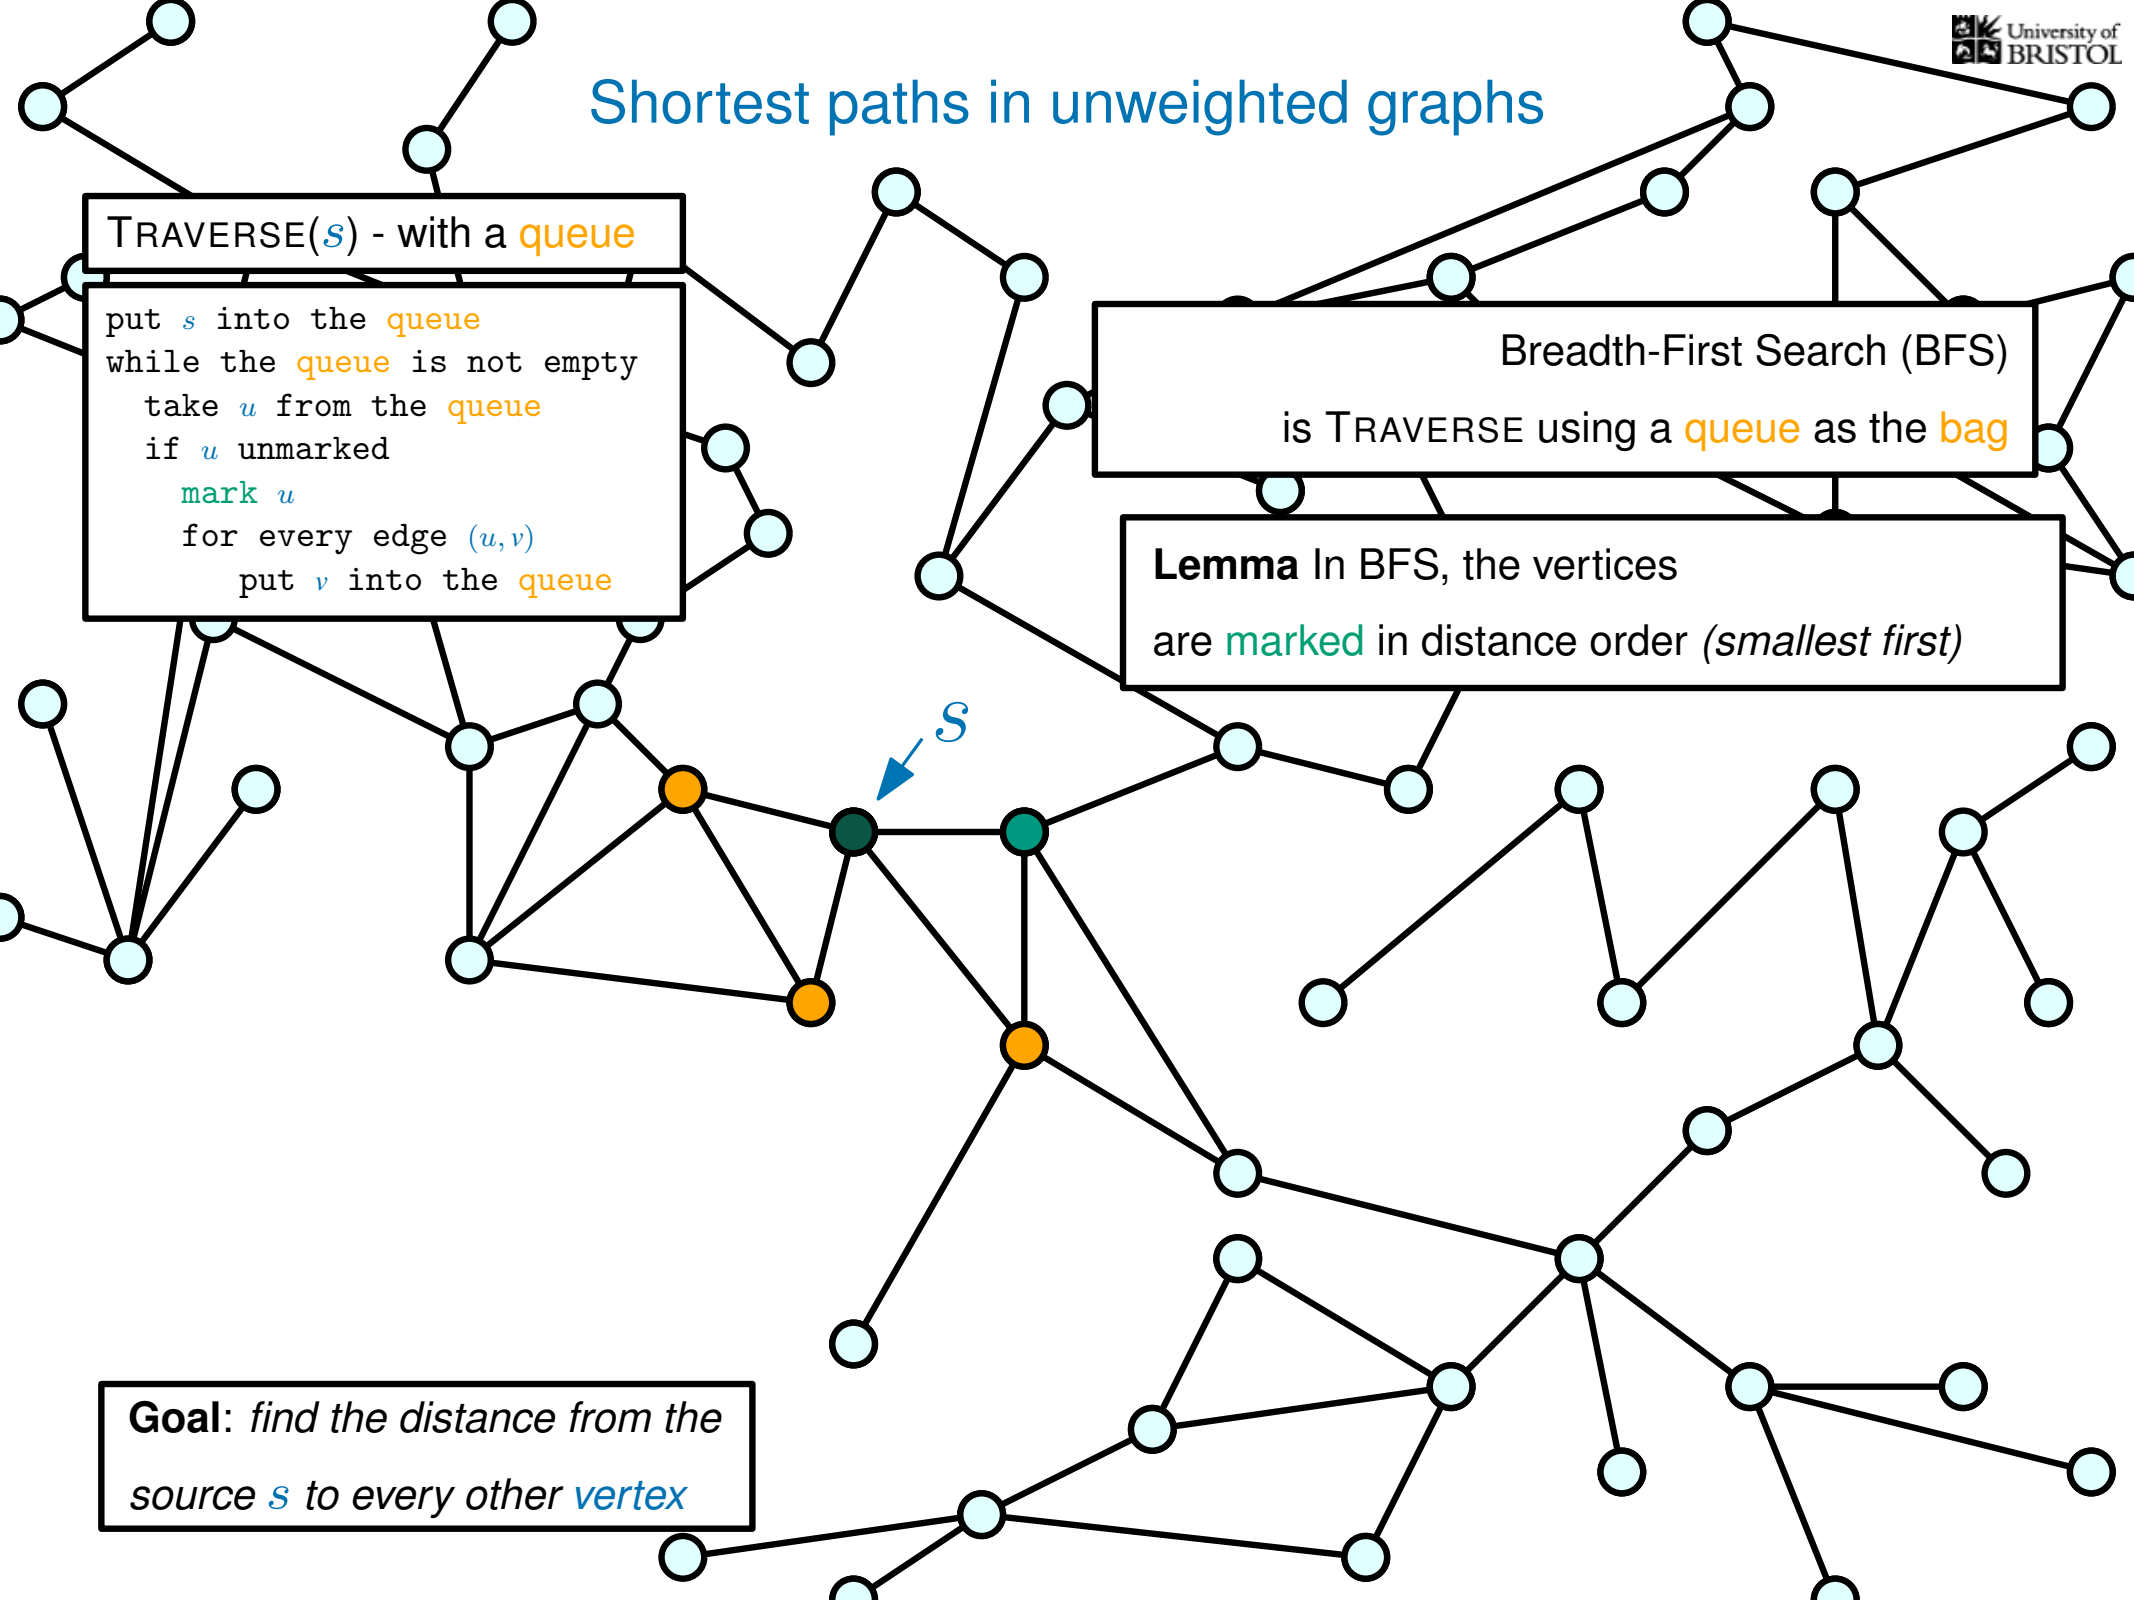 University of
BRISTOL
Shortest paths in unweighted graphs
TRAVERSE(s) - with a queue
put s into the queue
while the queue is not empty
take u from the queue
if u unmarked
mark u
for every edge (u, v)
put v into the queue
Breadth-First Search (BFS)
is TRAVERSE using a queue as the bag
Lemma In BFS, the vertices
are marked in distance order (smallest first)
s
Goal: find the distance from the
source s to every other vertex